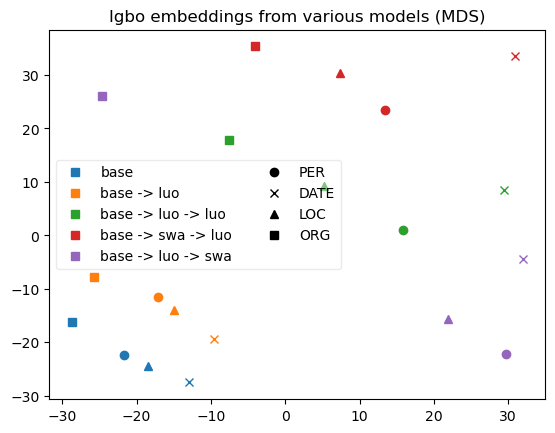 Igbo embeddings from various models (MDS)
30
20
10
0
−10
−20
−30
base
base -> luo
base -> luo -> luo
base -> swa -> luo
base -> luo -> swa
PER
DATE
LOC
ORG
−30 −20 −10 0 10 20 30